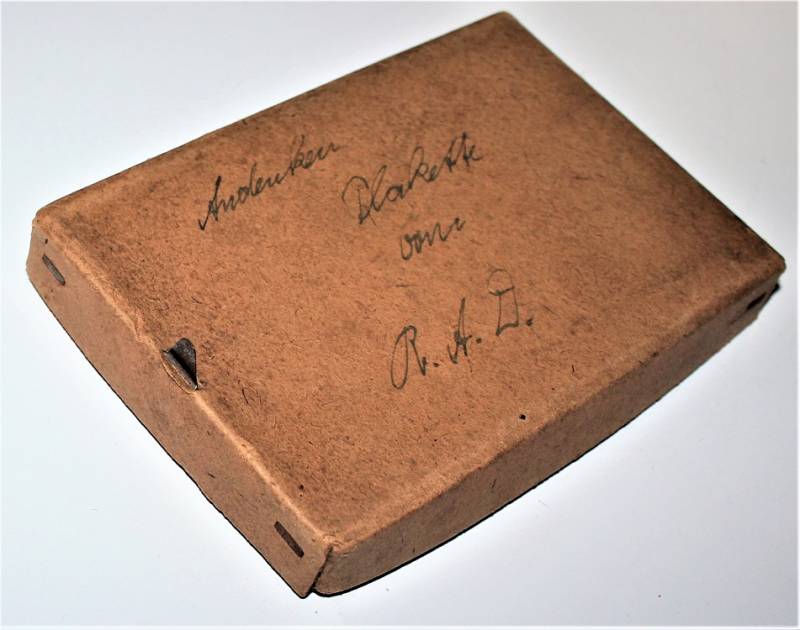 Andenken
Plakette
vom
R.A.D.